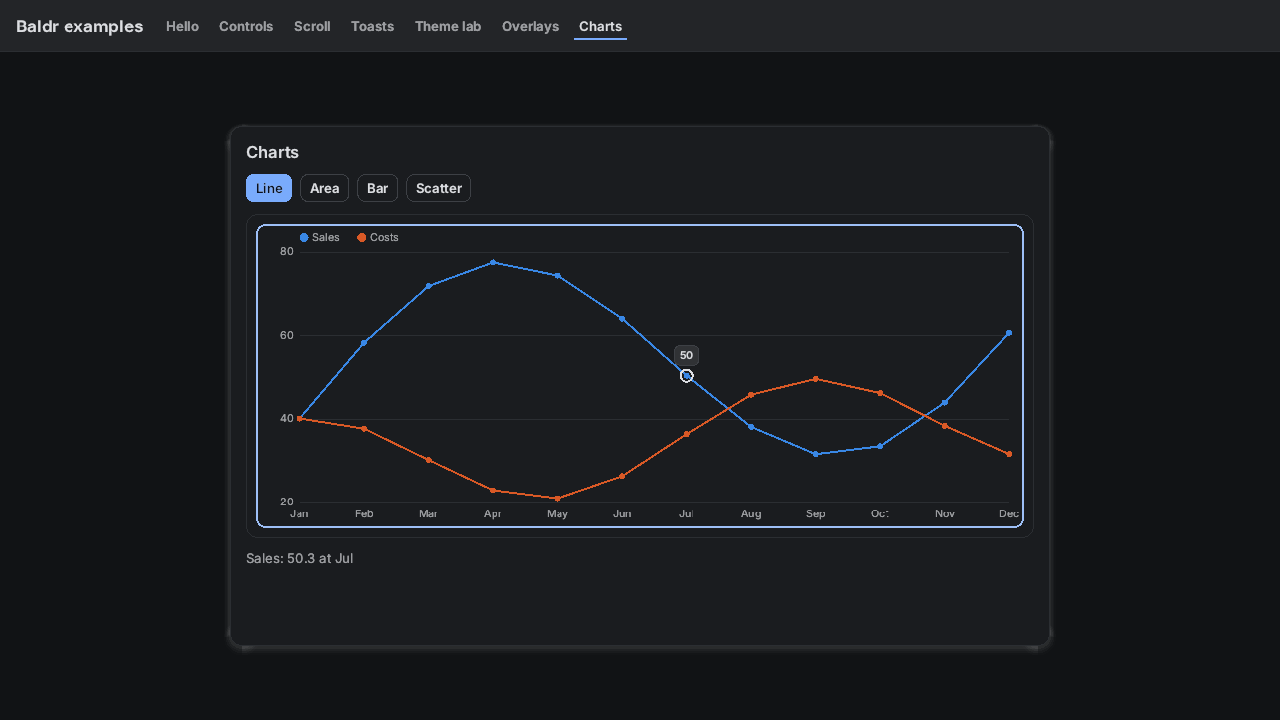 Baldr examples Hello Controls Scroll Toasts Theme lab Overlays Charts
Charts
Line Area Bar Scatter
Sales Costs
80
60
50
40
20
Jan Feb Mar Apr May Jun Jul Aug Sep Oct Nov Dec
Sales: 50.3 at Jul